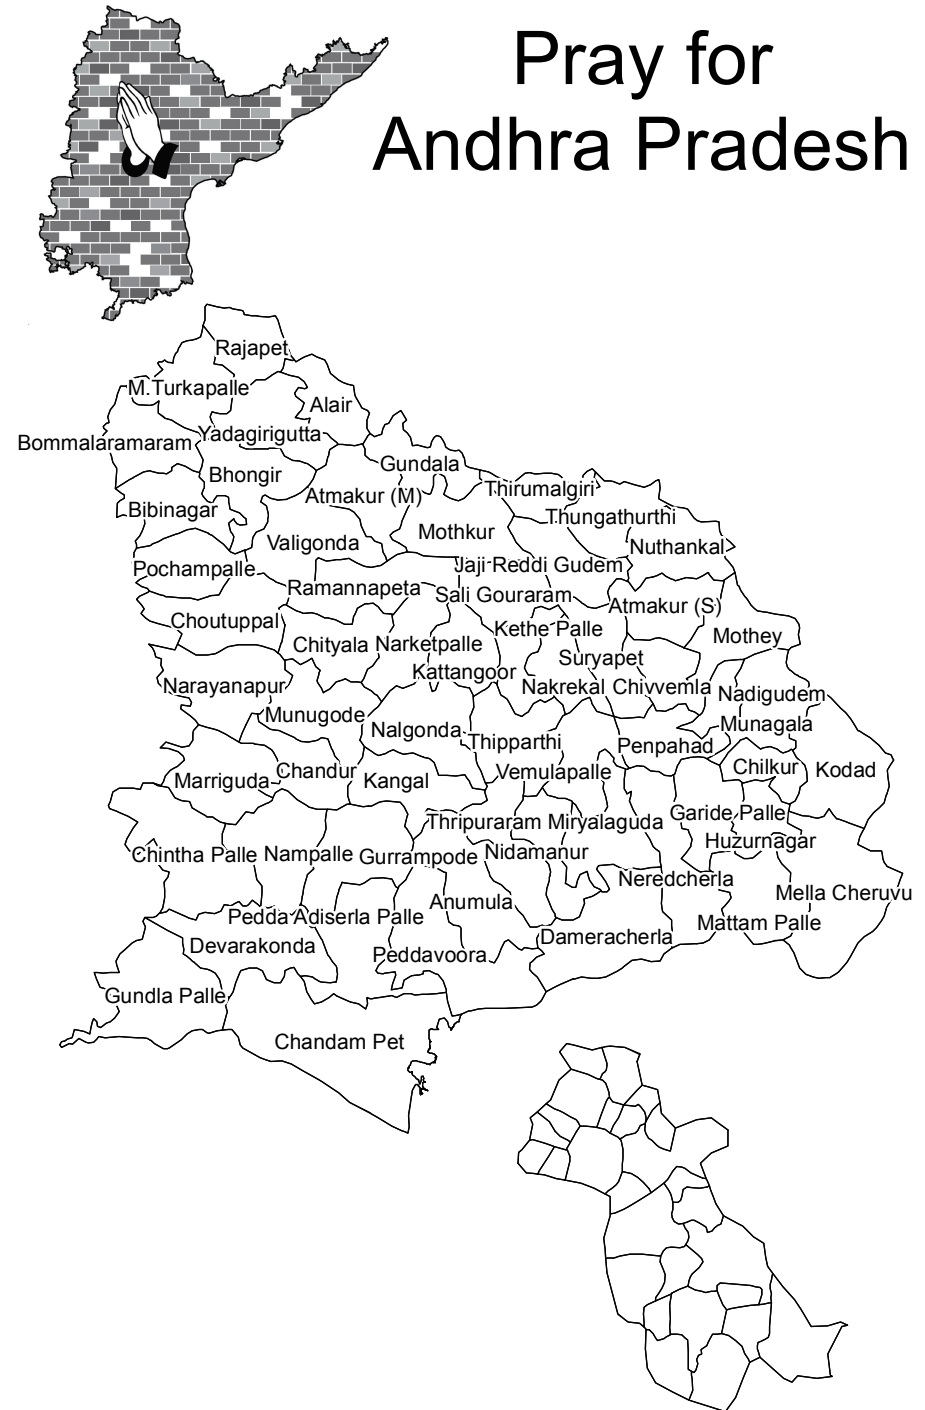 Pray for
Andhra Pradesh
Rajapet
M.Turkapalle
Alair
Bommalaramaram
Yadagirigutta
Gundala
Bhongir
Thirumalgiri
Atmakur (M)
Bibinagar
Thungathurthi
Mothkur
Valigonda
Nuthankal
Pochampalle
Jaji Reddi Gudem
Ramannapeta
Sali Gouraram
Atmakur (S)
Choutuppal
Kethe Palle
Mothey
Chityala
Narketpalle
Suryapet
Kattangoor
Narayanapur
Nakrekal
Chivvemla
Nadigudem
Munugode
Munagala
Nalgonda
Thipparthi
Penpahad
Chandur
Vemulapalle
Chilkur
Kodad
Marriguda
Kangal
Garide Palle
Thripuraram
Miryalaguda
Huzurnagar
Chintha Palle
Nampalle
Gurrampode
Nidamanur
Neredcherla
Mella Cheruvu
Anumula
Pedda Adiserla Palle
Mattam Palle
Devarakonda
Dameracherla
Peddavoora
Gundla Palle
Chandam Pet